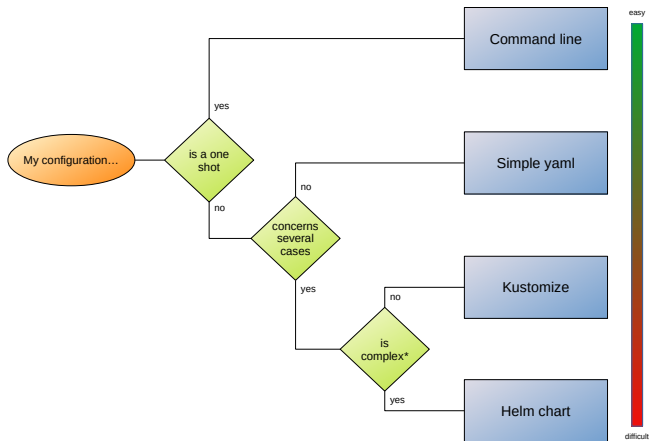 easy
Command line
yes
My configuration...
is a one
shot
Simple yaml
no
no
concerns
several
cases
Kustomize
yes
no
is
complex*
yes
Helm chart
difficult